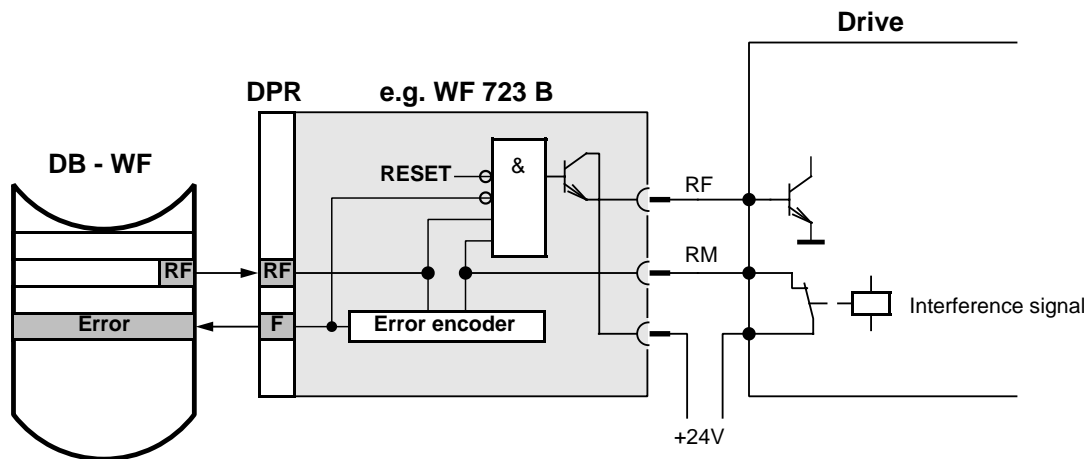 Drive
DPR
e.g. WF 723 B
DB - WF
RESET
&
RF
RM
RF
RF
Error
F
Error encoder
Interference signal
+24V